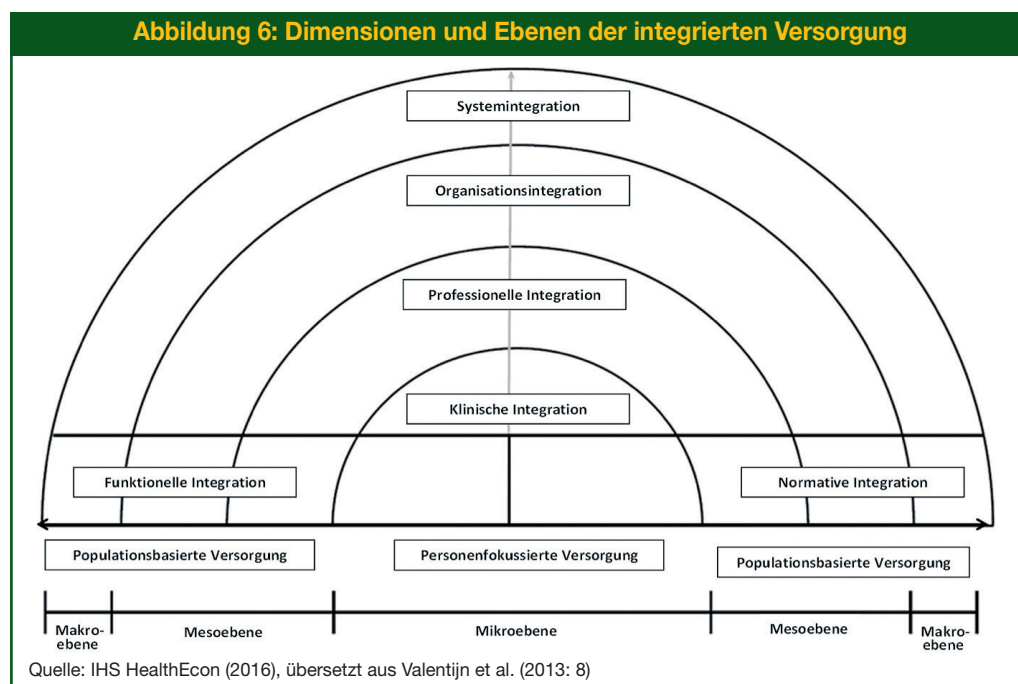 Abbildung 6: Dimensionen und Ebenen der integrierten Versorgung
Systemintegration
Organisationsintegration
Professionelle Integration
Klinische Integration
Funktionelle Integration
Normative Integration
Populationsbasierte Versorgung
Personenfokussierte Versorgung
Populationsbasierte Versorgung
Makro-
ebene
Mesoebene
Mikroebene
Mesoebene
Makro-
ebene
Quelle: IHS HealthEcon (2016), übersetzt aus Valentijn et al. (2013: 8)